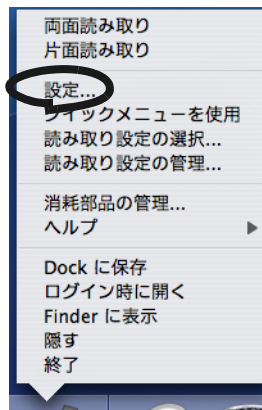 両面読み取り
片面読み取り
設定...
クイックメニューを使用
読み取り設定の選択...
読み取り設定の管理...
消耗部品の管理...
ヘルプ
Dock に保存
ログイン時に開く
Finder に表示
隠す
終了